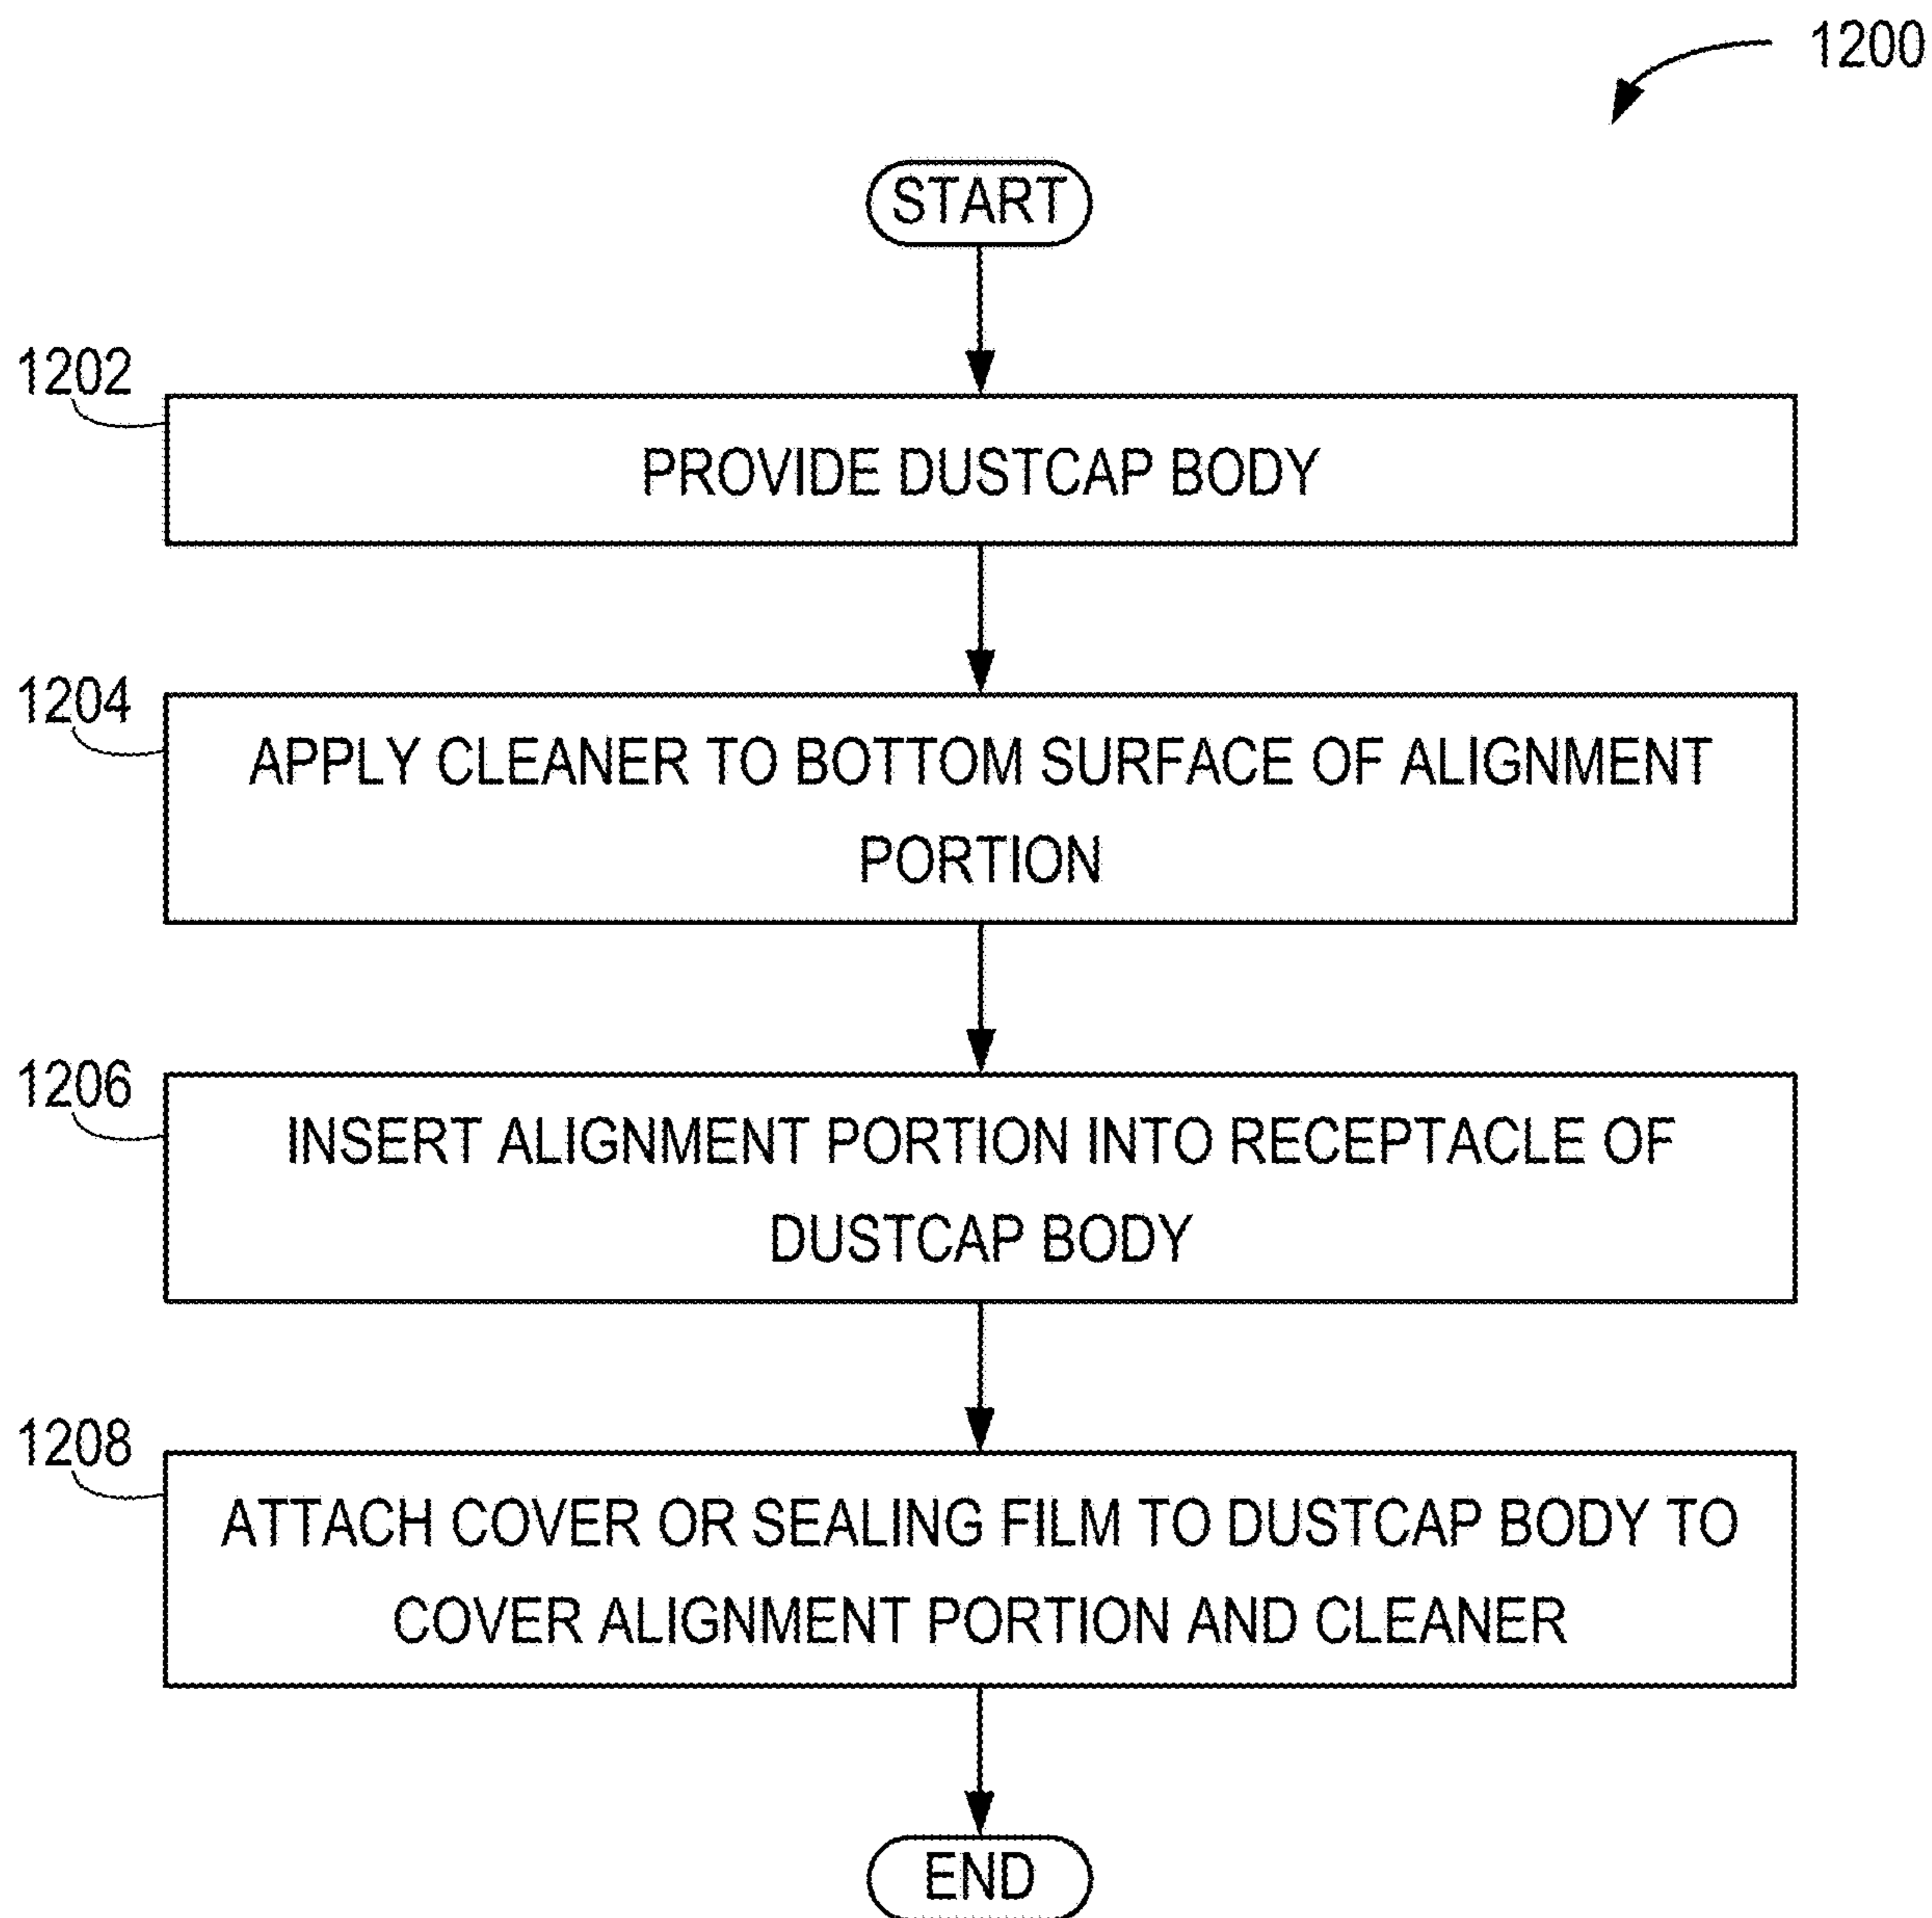 1200
START
1202
PROVIDE DUSTCAP BODY
1204
APPLY CLEANER TO BOTTOM SURFACE OF ALIGNMENT
PORTION
1206
INSERT ALIGNMENT PORTION INTO RECEPTACLE OF
DUSTCAP BODY
1208
ATTACH COVER OR SEALING FILM TO DUSTCAP BODY TO
COVER ALIGNMENT PORTION AND CLEANER
END